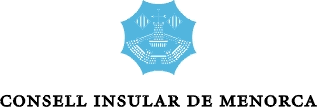 CONSELL INSULAR DE MENORCA